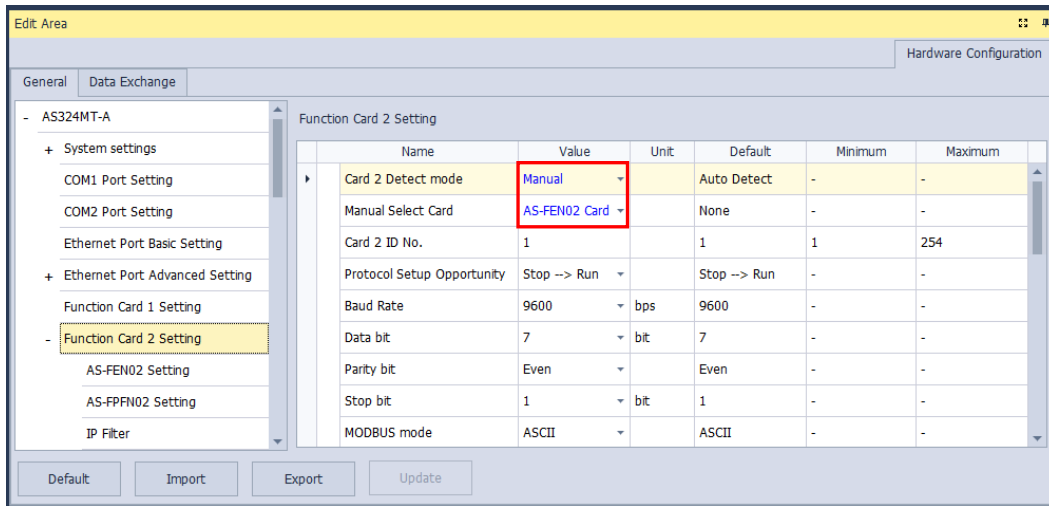 Edit Area
Hardware Configuration
General Data Exchange
- AS324MT-A
+ System settings
COM1 Port Setting
COM2 Port Setting
Ethernet Port Basic Setting
+ Ethernet Port Advanced Setting
Function Card 1 Setting
- Function Card 2 Setting
AS-FEN02 Setting
AS-FPFN02 Setting
IP Filter
Function Card 2 Setting
Name Value Unit Default Minimum Maximum
Card 2 Detect mode Manual Auto Detect - -
Manual Select Card AS-FEN02 Card None - -
Card 2 ID No. 1 1 1 254
Protocol Setup Opportunity Stop --> Run Stop --> Run - -
Baud Rate 9600 bps 9600 - -
Data bit 7 bit 7 - -
Parity bit Even Even - -
Stop bit 1 bit 1 - -
MODBUS mode ASCII ASCII - -
Default Import Export Update